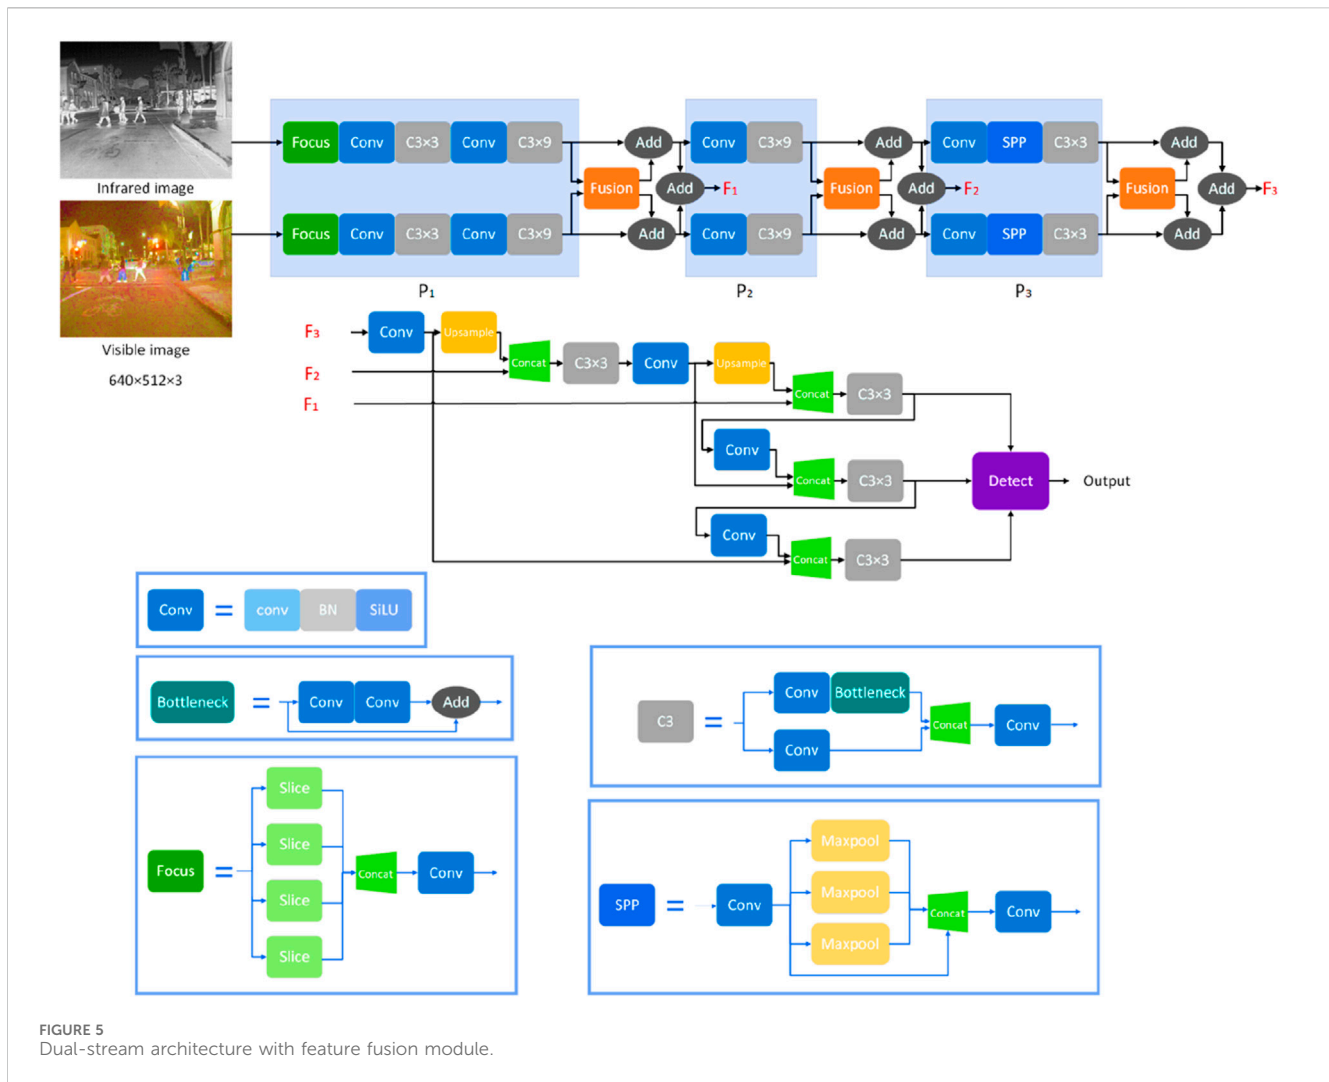 Infrared image
Visible image
640×512×3
Focus Conv C3×3 Conv C3×9 Add Conv C3×9 Add Conv SPP C3×3 Add
Fusion Add F₁ Fusion Add F₂ Fusion Add F₃
Focus Conv C3×3 Conv C3×9 Add Conv C3×9 Add Conv SPP C3×3 Add
P₁ P₂ P₃
F₃ Conv Upsample
F₂ Concat C3×3 Conv Upsample
F₁ Concat C3×3
Conv Concat C3×3 Detect Output
Conv Concat C3×3
Conv = conv BN SiLU
Bottleneck = Conv Conv Add
C3 = Conv Bottleneck Concat Conv
Conv
Focus = Slice Concat Conv
Slice
Slice
Slice
SPP = Conv Maxpool Concat Conv
Maxpool
Maxpool
FIGURE 5
Dual-stream architecture with feature fusion module.